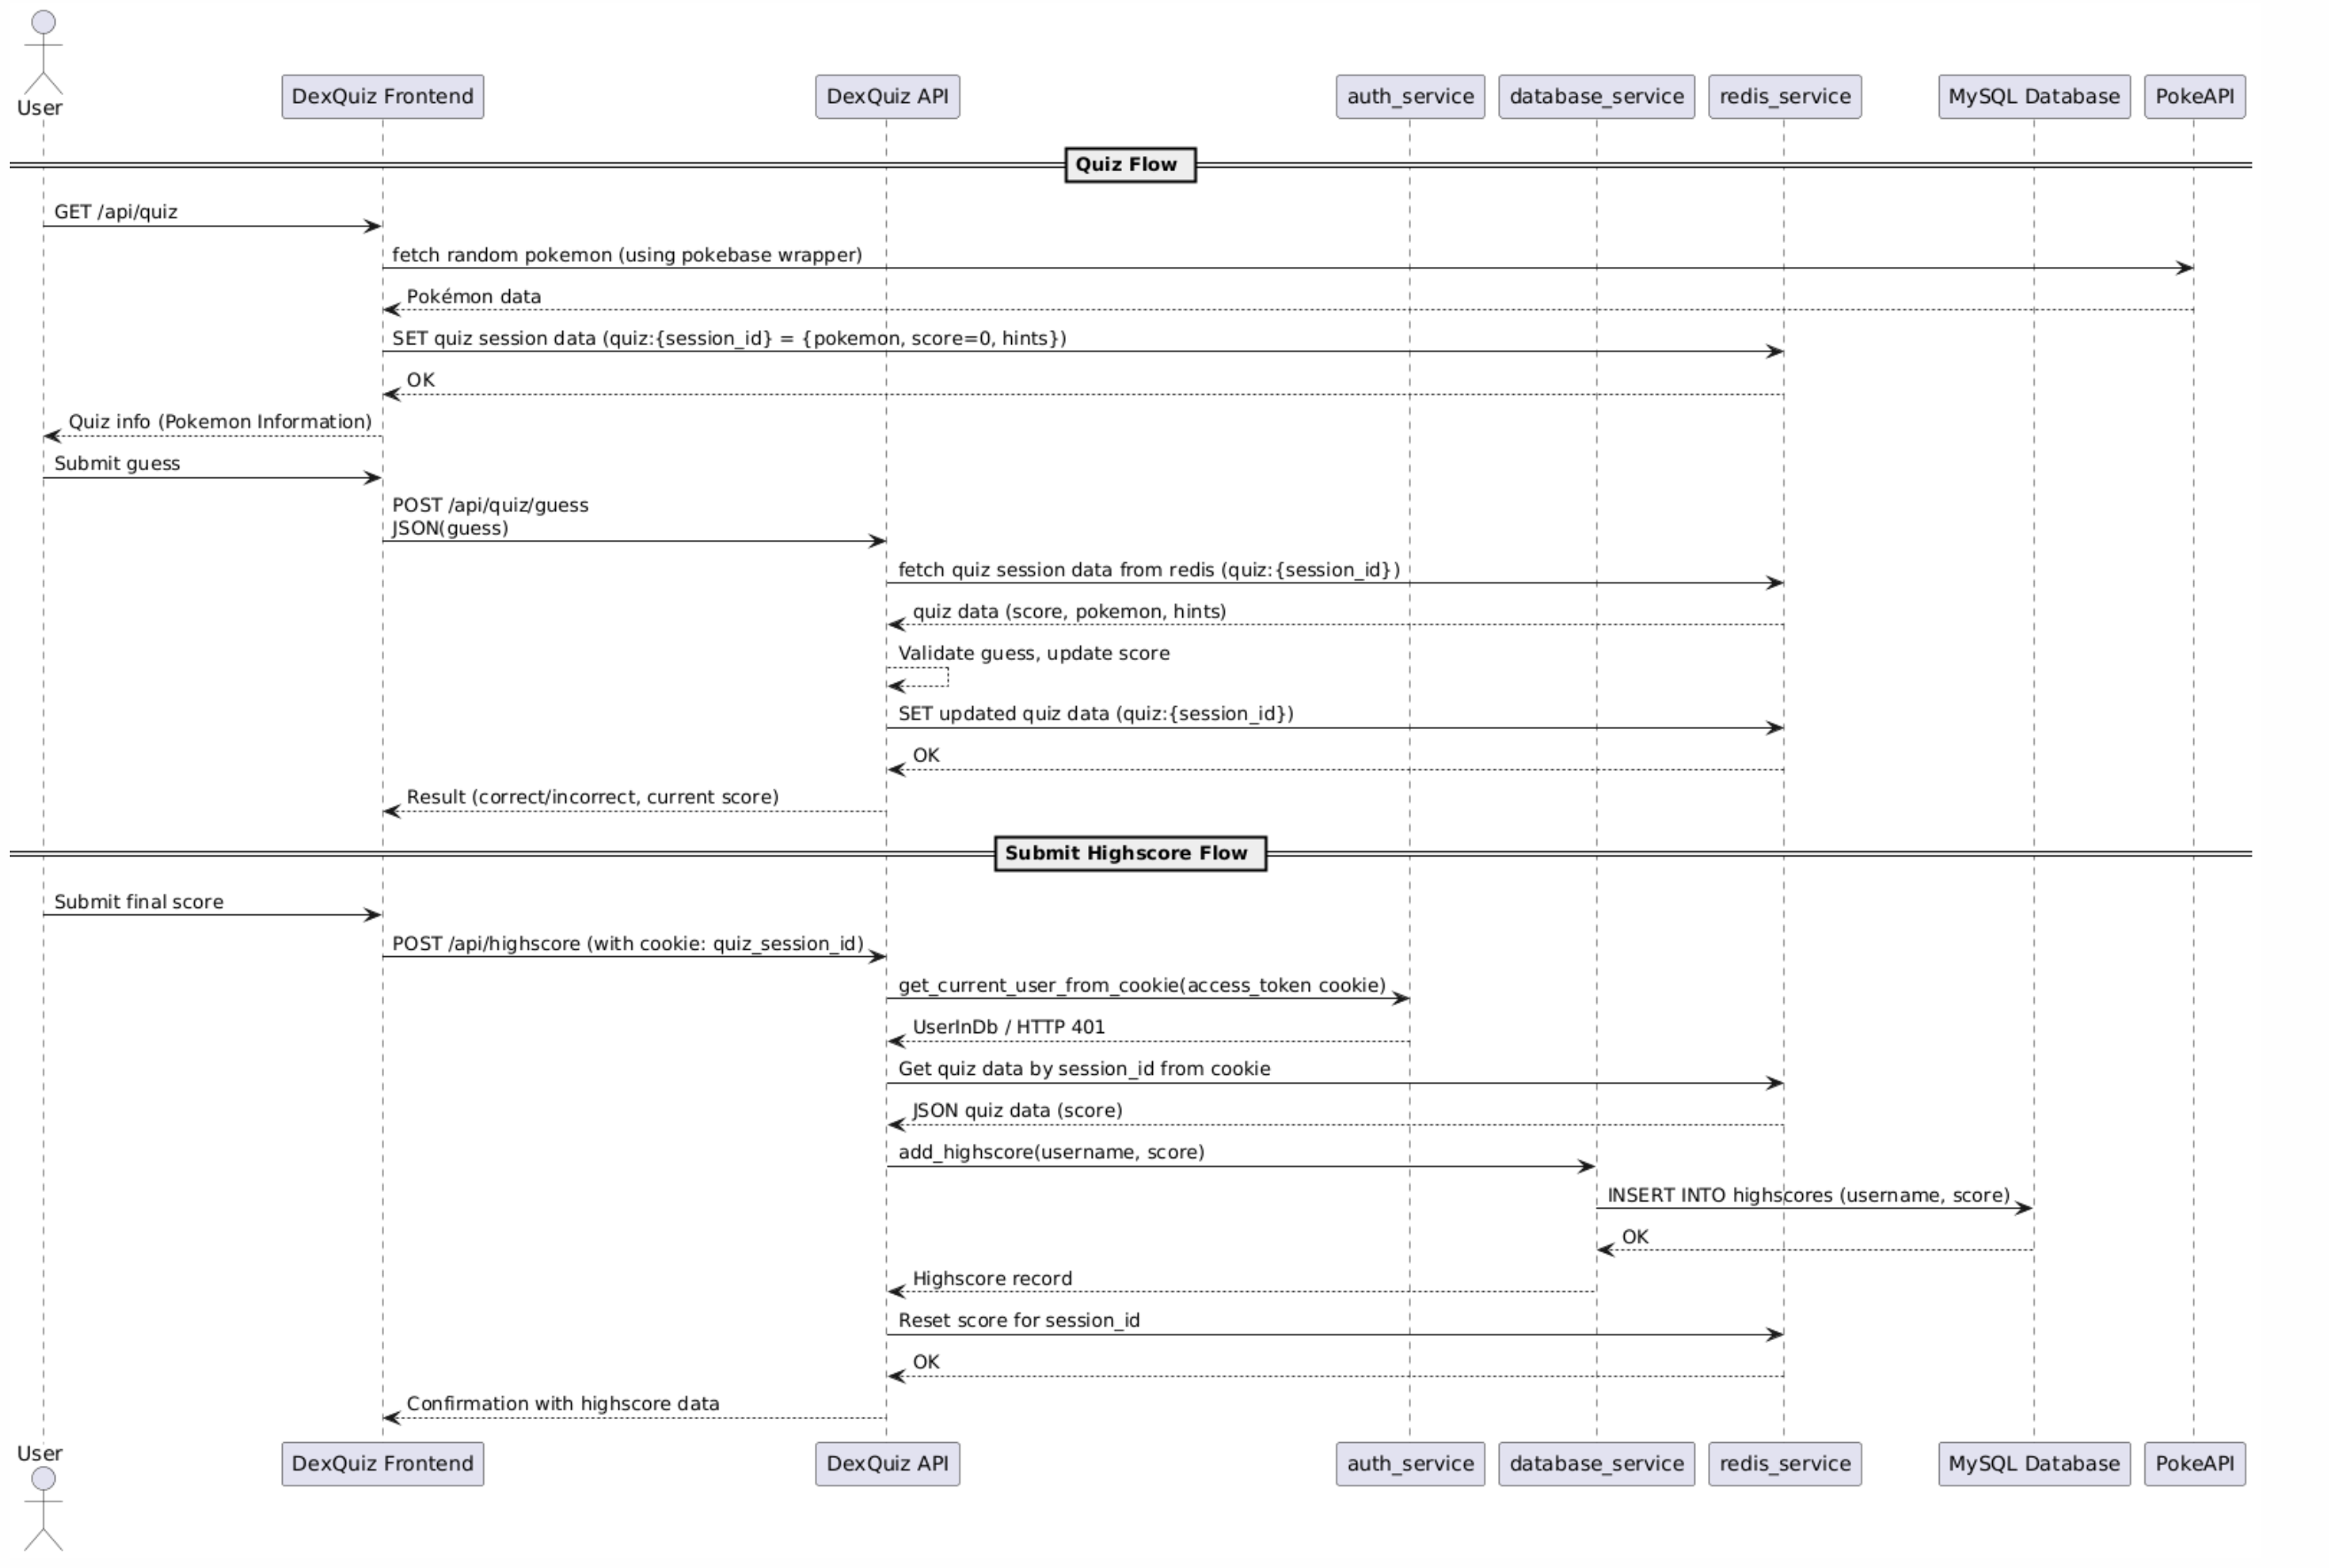 User
DexQuiz Frontend
DexQuiz API
auth_service
database_service
redis_service
MySQL Database
PokeAPI
Quiz Flow
GET /api/quiz
fetch random pokemon (using pokebase wrapper)
Pokémon data
SET quiz session data (quiz:{session_id} = {pokemon, score=0, hints})
OK
Quiz info (Pokemon Information)
Submit guess
POST /api/quiz/guess
JSON(guess)
fetch quiz session data from redis (quiz:{session_id})
quiz data (score, pokemon, hints)
Validate guess, update score
SET updated quiz data (quiz:{session_id})
OK
Result (correct/incorrect, current score)
Submit Highscore Flow
Submit final score
POST /api/highscore (with cookie: quiz_session_id)
get_current_user_from_cookie(access_token cookie)
UserInDb / HTTP 401
Get quiz data by session_id from cookie
JSON quiz data (score)
add_highscore(username, score)
INSERT INTO highscores (username, score)
OK
Highscore record
Reset score for session_id
OK
Confirmation with highscore data
User
DexQuiz Frontend
DexQuiz API
auth_service
database_service
redis_service
MySQL Database
PokeAPI